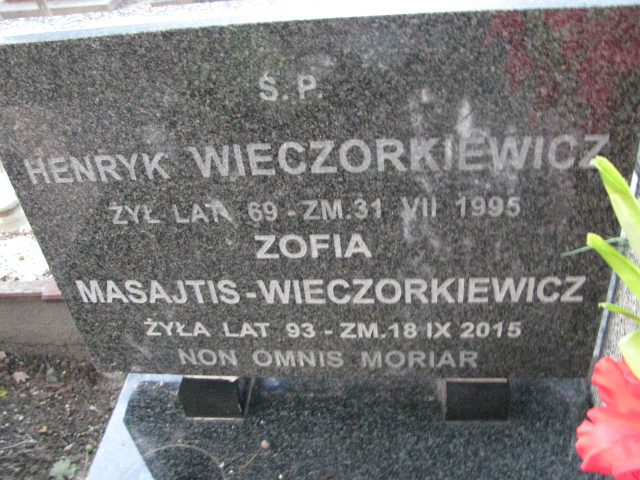 Ś. P.
HENRYK WIECZORKIEWICZ
ŻYŁ LAT 69 - ZM.31 VII 1995
ZOFIA
MASAJTIS-WIECZORKIEWICZ
ŻYŁA LAT 93 - ZM.18 IX 2015
NON OMNIS MORIAR